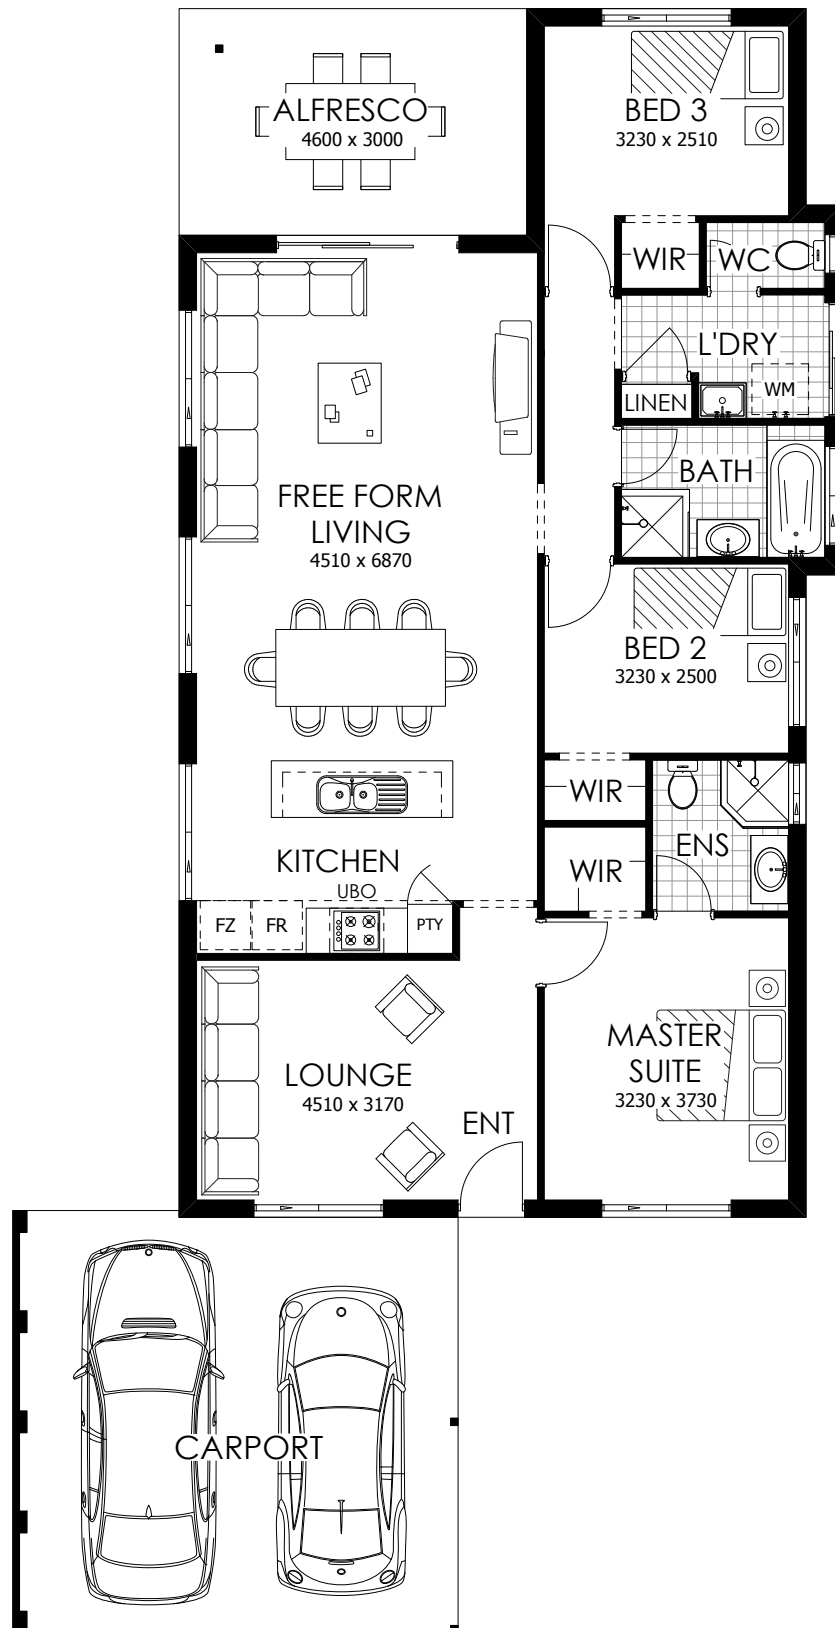 ALFRESCO
4600 x 3000
BED 3
3230 x 2510
WIR
WC
L'DRY
WM
LINEN
BATH
FREE FORM
LIVING
4510 x 6870
BED 2
3230 x 2500
WIR
ENS
WIR
KITCHEN
UBO
FZ
FR
PTY
MASTER
SUITE
3230 x 3730
LOUNGE
4510 x 3170
ENT
CARPORT